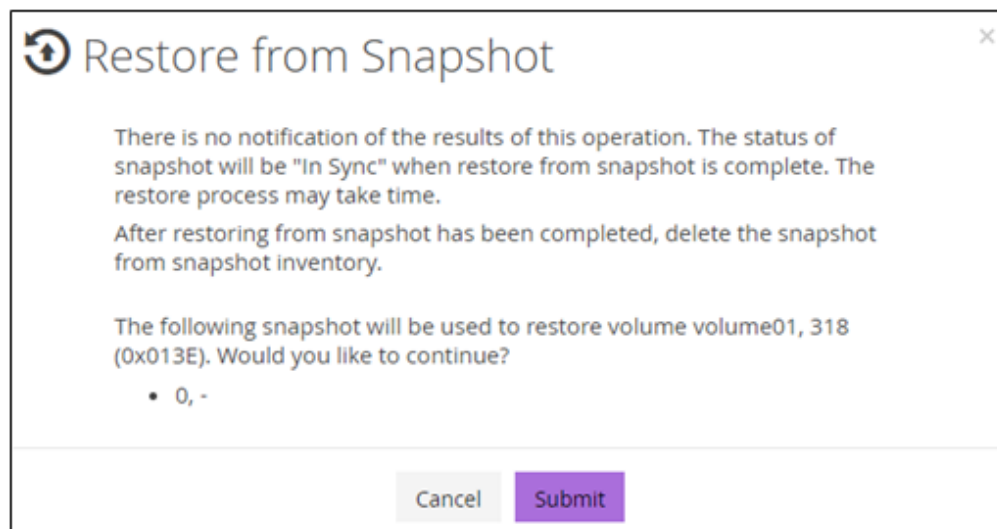 Restore from Snapshot
×
There is no notification of the results of this operation. The status of
snapshot will be "In Sync" when restore from snapshot is complete. The
restore process may take time.
After restoring from snapshot has been completed, delete the snapshot
from snapshot inventory.
The following snapshot will be used to restore volume volume01, 318
(0x013E). Would you like to continue?
• 0, -
Cancel
Submit